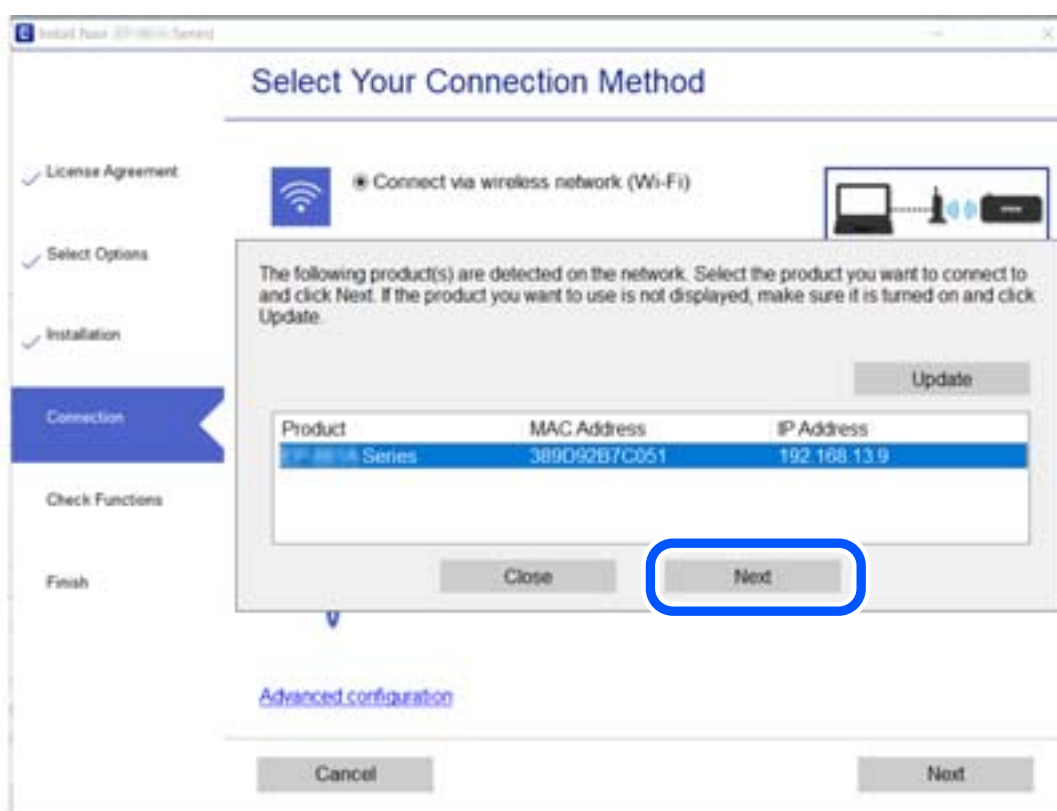 Install Navi
Series]
Select Your Connection Method
License Agreement
Connect via wireless network (Wi-Fi)
Select Options
The following product(s) are detected on the network. Select the product you want to connect to
and click Next. If the product you want to use is not displayed, make sure it is turned on and click
Update.
Installation
Update
Connection
Product MAC Address IP Address
Series 389D92B7C051 192.168.13.9
Check Functions
Close Next
Finish
Advanced configuration
Cancel Next